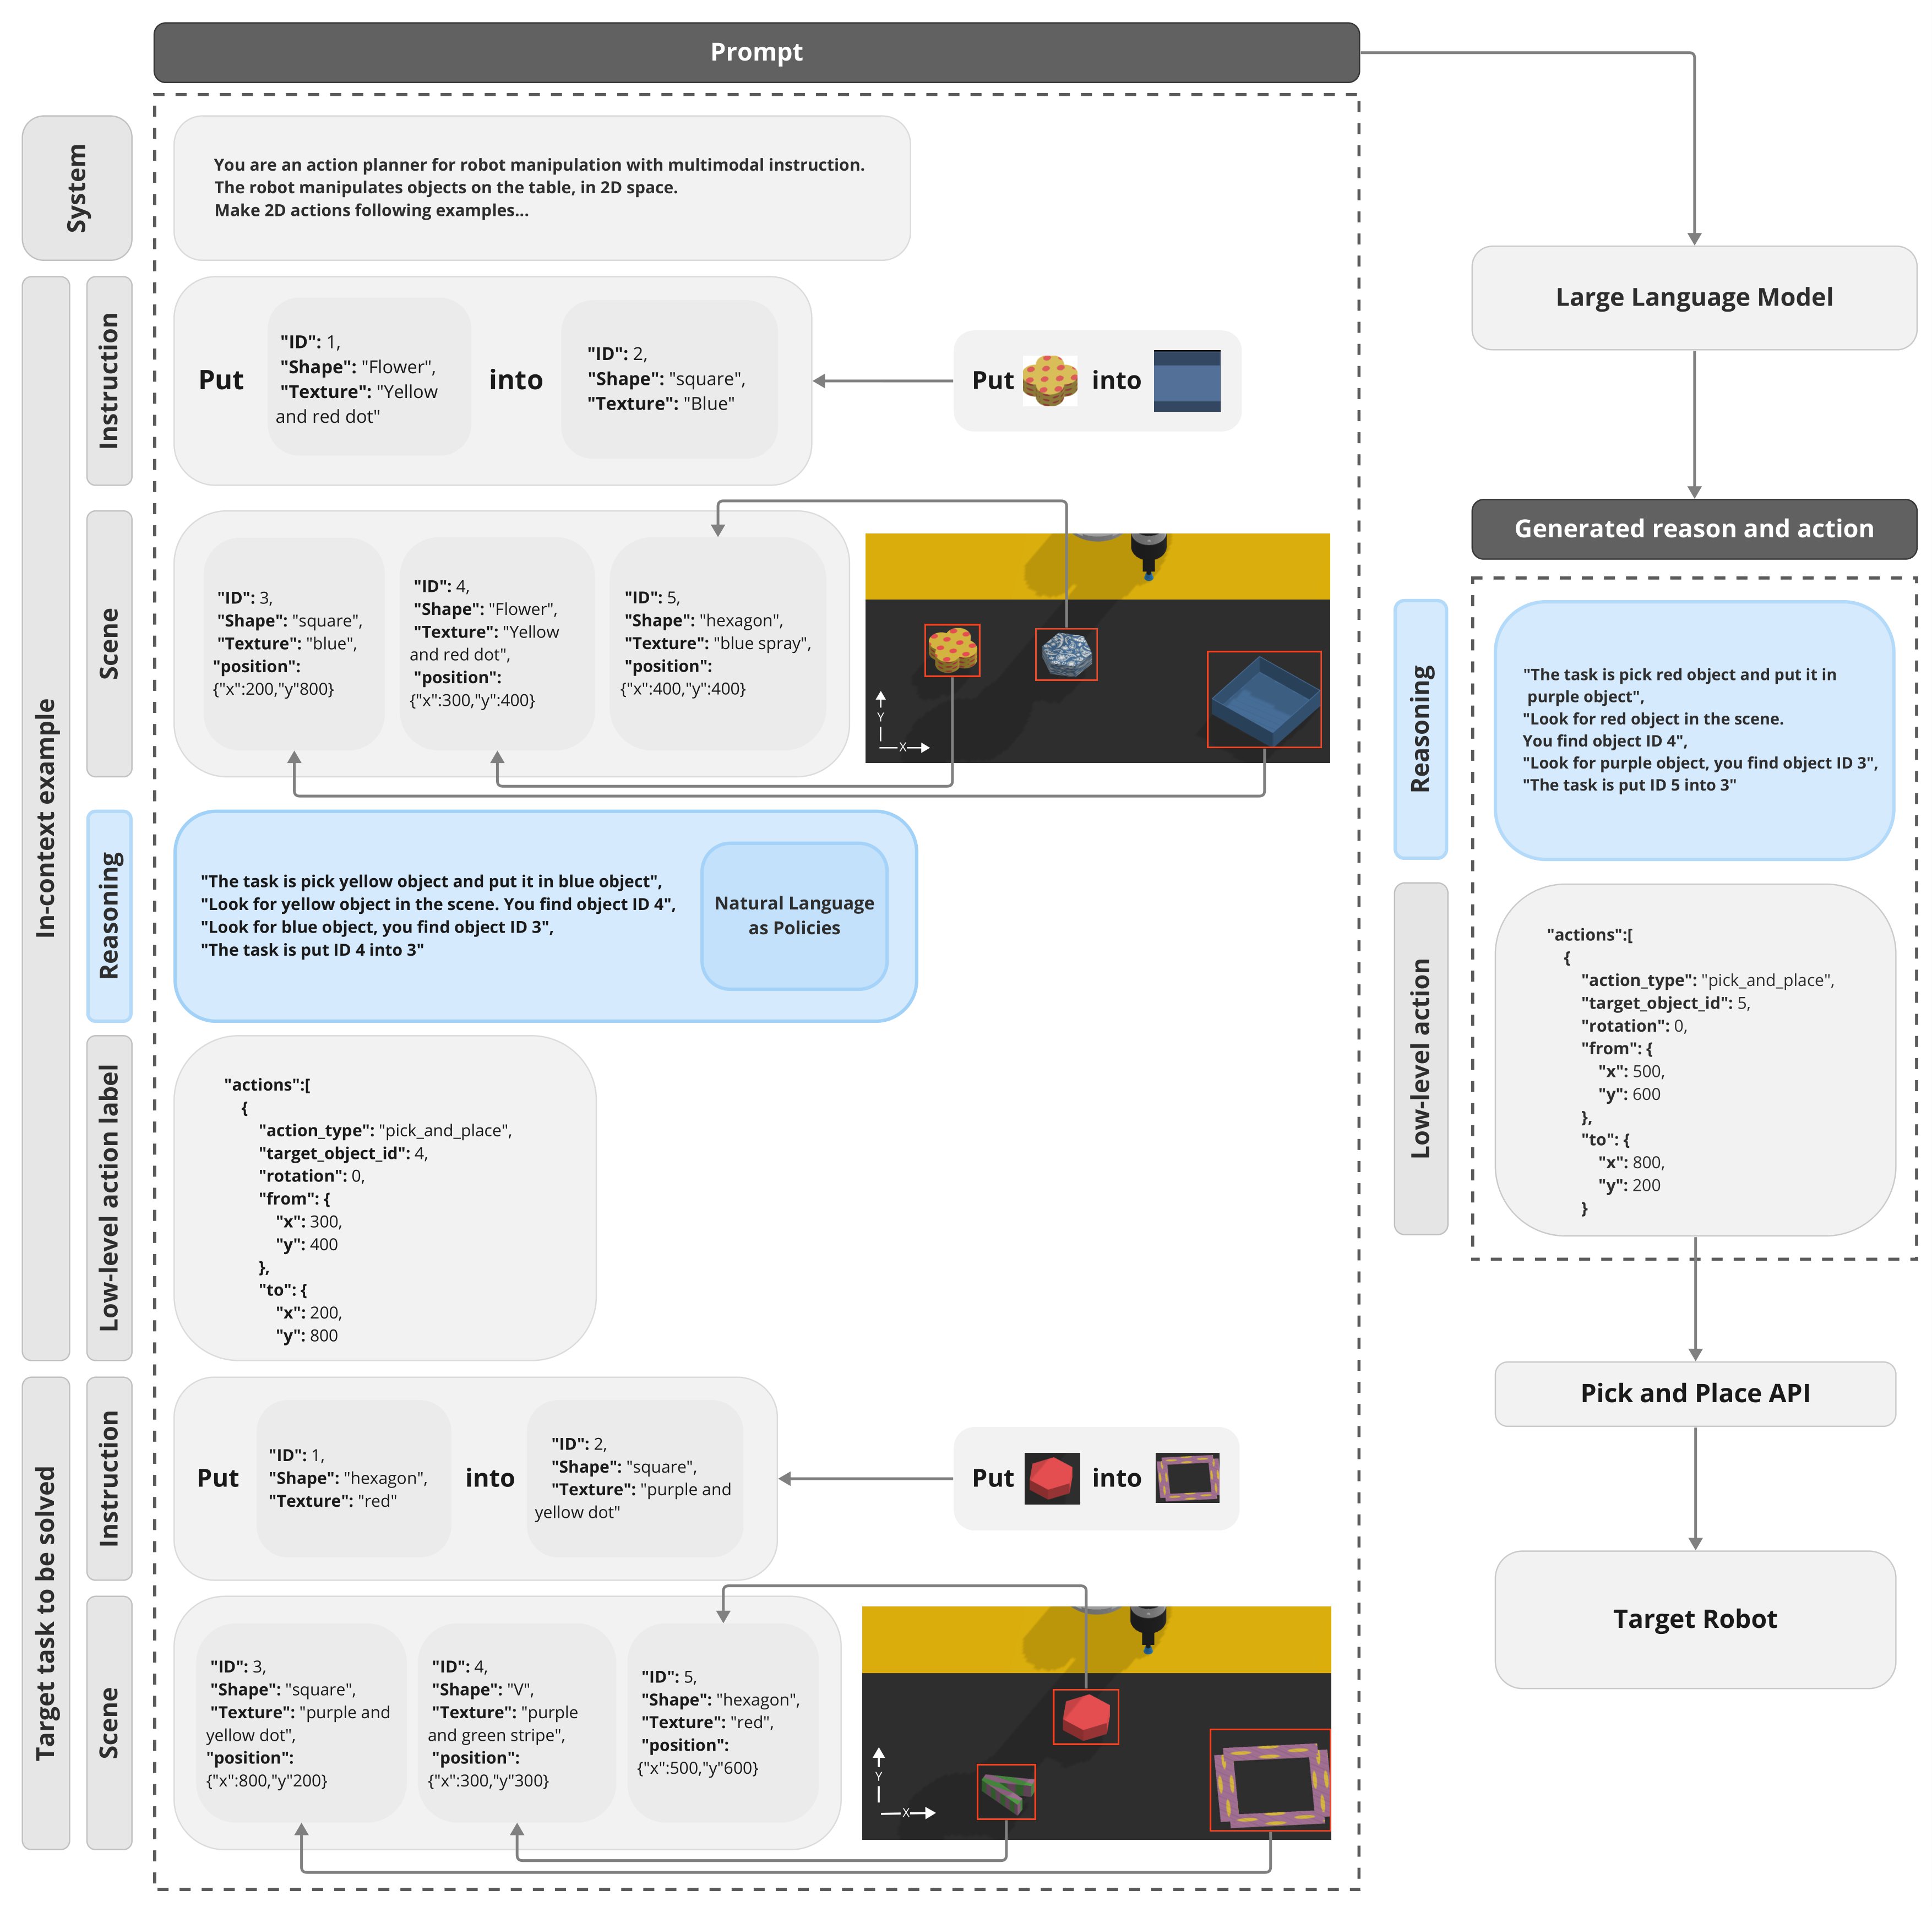 Prompt
System
You are an action planner for robot manipulation with multimodal instruction.
The robot manipulates objects on the table, in 2D space.
Make 2D actions following examples...
In-context example
Instruction
Put
"ID": 1,
"Shape": "Flower",
"Texture": "Yellow
and red dot"
into
"ID": 2,
"Shape": "square",
"Texture": "Blue"
Put
into
Scene
"ID": 3,
"Shape": "square",
"Texture": "blue",
"position":
{"x":200,"y"800}
"ID": 4,
"Shape": "Flower",
"Texture": "Yellow
and red dot",
"position":
{"x":300,"y":400}
"ID": 5,
"Shape": "hexagon",
"Texture": "blue spray",
"position":
{"x":400,"y":400}
Y
X
Reasoning
"The task is pick yellow object and put it in blue object",
"Look for yellow object in the scene. You find object ID 4",
"Look for blue object, you find object ID 3",
"The task is put ID 4 into 3"
Natural Language
as Policies
Low-level action label
"actions":[
{
"action_type": "pick_and_place",
"target_object_id": 4,
"rotation": 0,
"from": {
"x": 300,
"y": 400
},
"to": {
"x": 200,
"y": 800
Target task to be solved
Instruction
Put
"ID": 1,
"Shape": "hexagon",
"Texture": "red"
into
"ID": 2,
"Shape": "square",
"Texture": "purple and
yellow dot"
Put
into
Scene
"ID": 3,
"Shape": "square",
"Texture": "purple and
yellow dot",
"position":
{"x":800,"y"200}
"ID": 4,
"Shape": "V",
"Texture": "purple
and green stripe",
"position":
{"x":300,"y"300}
"ID": 5,
"Shape": "hexagon",
"Texture": "red",
"position":
{"x":500,"y"600}
Y
X
Large Language Model
Generated reason and action
Reasoning
"The task is pick red object and put it in
purple object",
"Look for red object in the scene.
You find object ID 4",
"Look for purple object, you find object ID 3",
"The task is put ID 5 into 3"
Low-level action
"actions":[
{
"action_type": "pick_and_place",
"target_object_id": 5,
"rotation": 0,
"from": {
"x": 500,
"y": 600
},
"to": {
"x": 800,
"y": 200
}
Pick and Place API
Target Robot